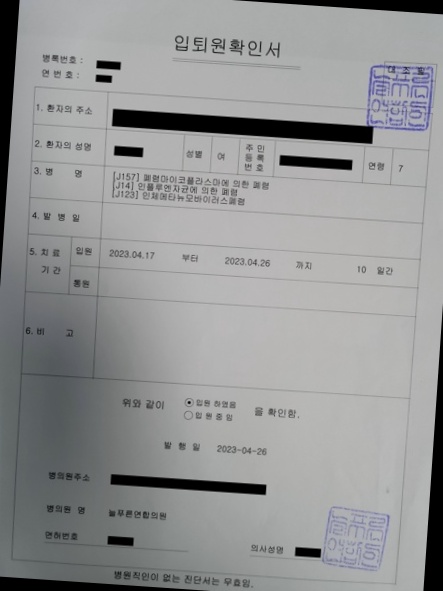 입퇴원확인서
병록번호 :
연 번 호 :
대 조 필
1. 환자의 주소
2. 환자의 성명 성별 여 주 민 등 록 번 호 연령 7
3. 병 명 [J157] 폐렴마이코플라스마에 의한 폐렴
[J14] 인플루엔자균에 의한 폐렴
[J123] 인체메타뉴모바이러스폐렴
4. 발 병 일
5. 치 료 기 간 입원 2023.04.17 부터 2023.04.26 까지 10 일간
통원
6. 비 고
위와 같이 입원 하였음 을 확인함.
입 원 중 임
발 행 일 2023-04-26
병의원주소
병의원 명 늘푸른연합의원
면허번호
의사성명
병원직인이 없는 진단서는 무효임.